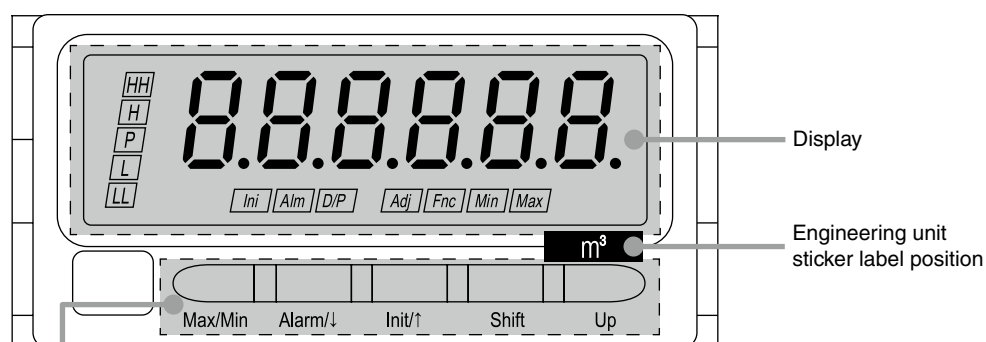 HH
H
P
L
LL
8.8.8.8.8.8.
Ini Alm D/P Adj Fnc Min Max
Display
m³
Engineering unit
sticker label position
Max/Min Alarm/↓ Init/↑ Shift Up